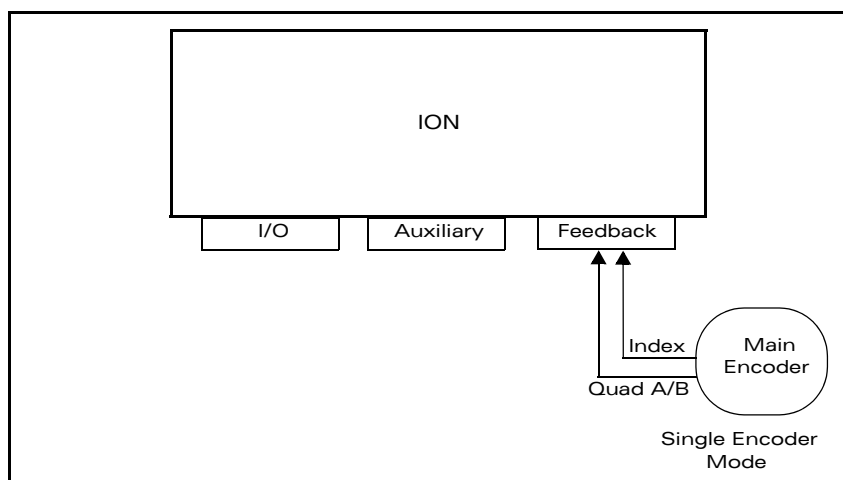 ION
I/O
Auxiliary
Feedback
Index
Main
Encoder
Quad A/B
Single Encoder
Mode